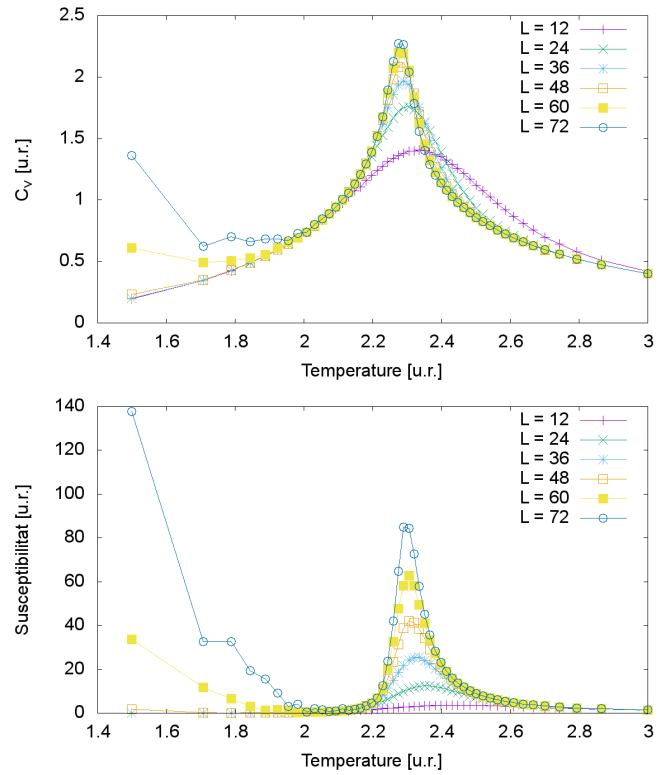 2.5
2
1.5
1
0.5
0
C_V [u.r.]
L = 12
L = 24
L = 36
L = 48
L = 60
L = 72
1.4 1.6 1.8 2 2.2 2.4 2.6 2.8 3
Temperature [u.r.]
140
120
100
80
60
40
20
0
Susceptibilitat [u.r.]
L = 12
L = 24
L = 36
L = 48
L = 60
L = 72
1.4 1.6 1.8 2 2.2 2.4 2.6 2.8 3
Temperature [u.r.]